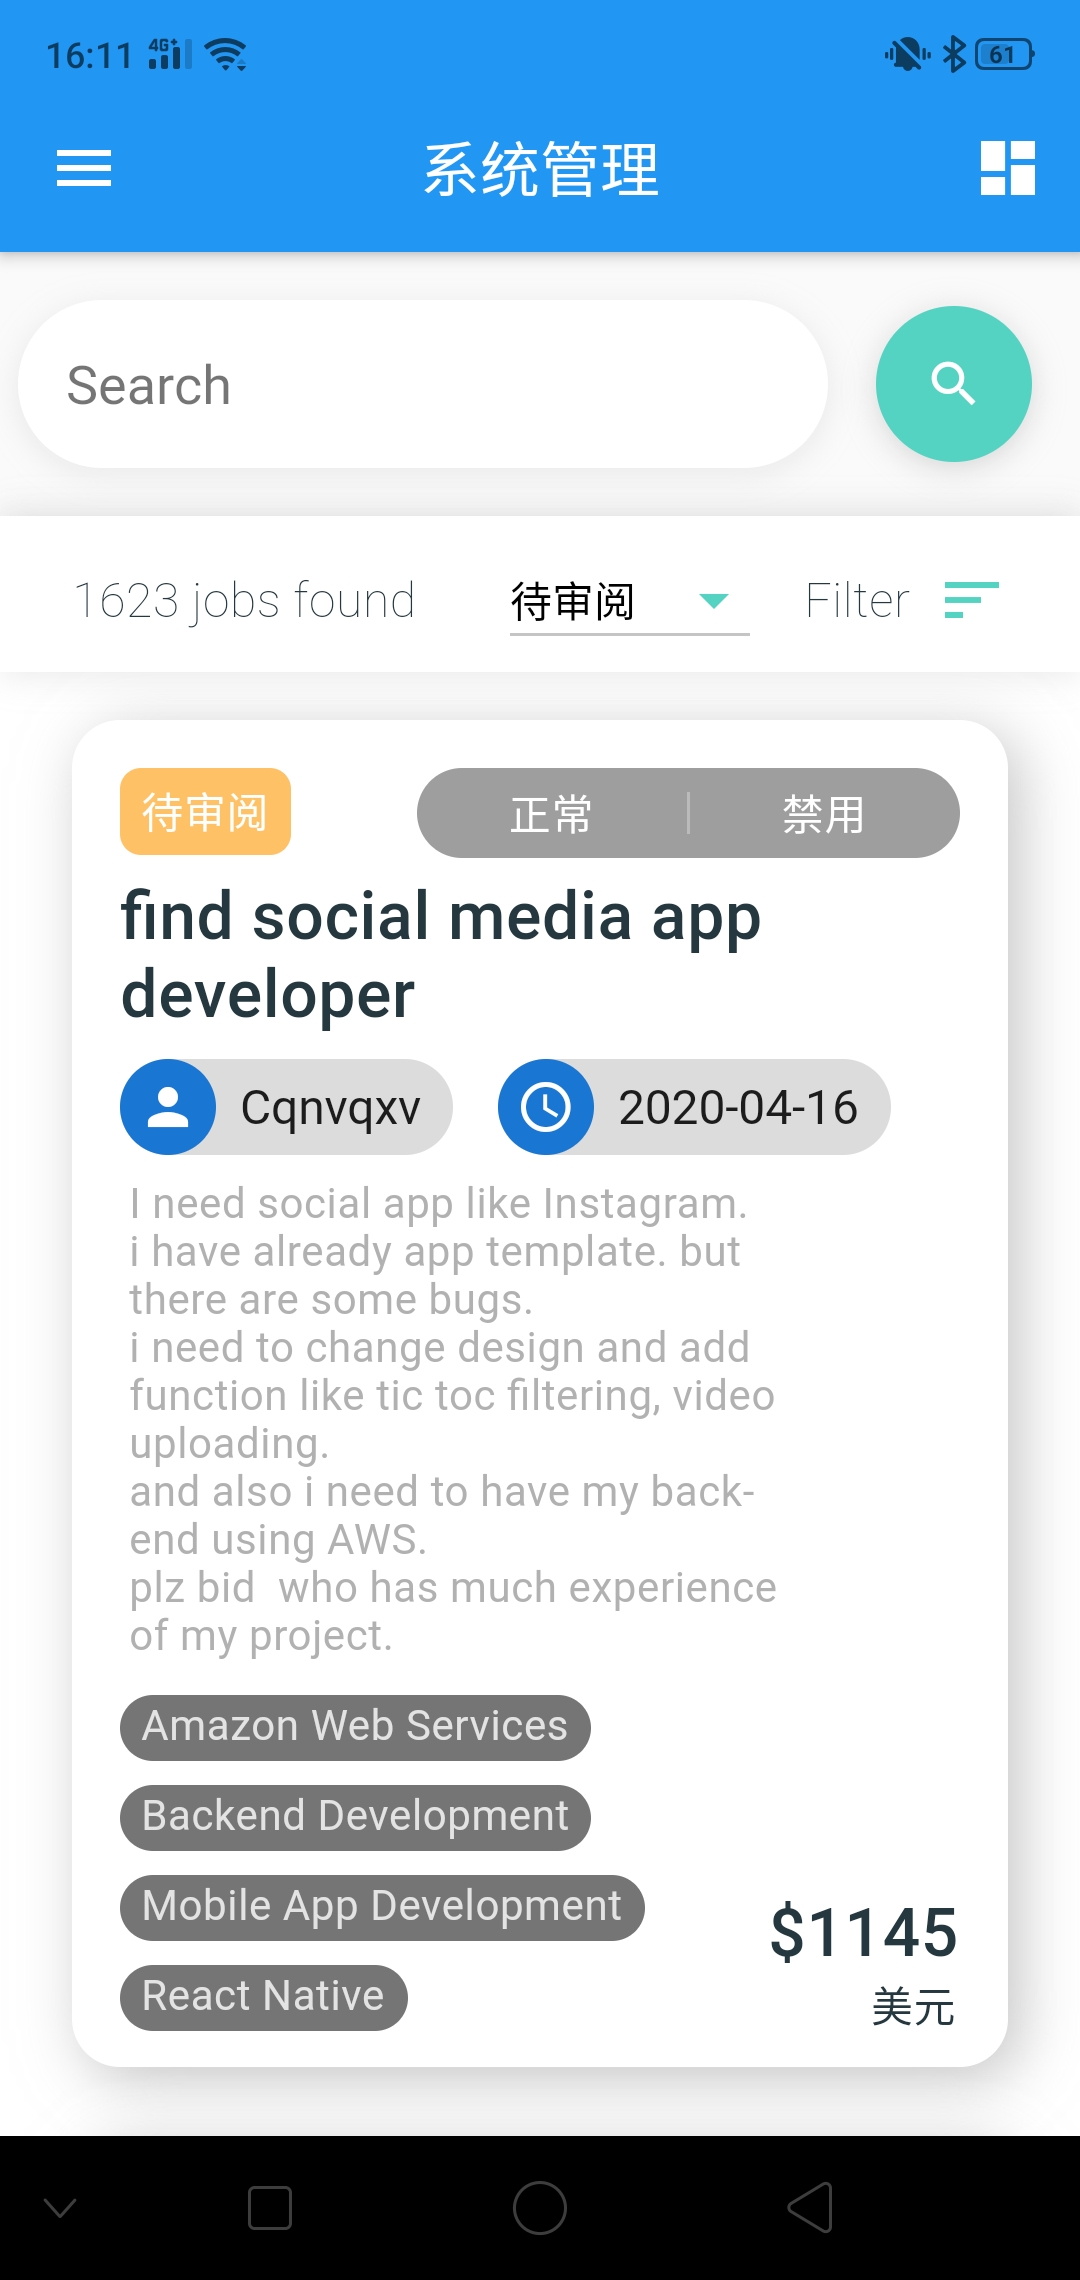 16:11 4G+ 61
系统管理
Search
1623 jobs found 待审阅 Filter
待审阅 正常 禁用
find social media app
developer
Cqnvqxv 2020-04-16
I need social app like Instagram.
i have already app template. but
there are some bugs.
i need to change design and add
function like tic toc filtering, video
uploading.
and also i need to have my back-
end using AWS.
plz bid  who has much experience
of my project.
Amazon Web Services
Backend Development
Mobile App Development
$1145
React Native
美元